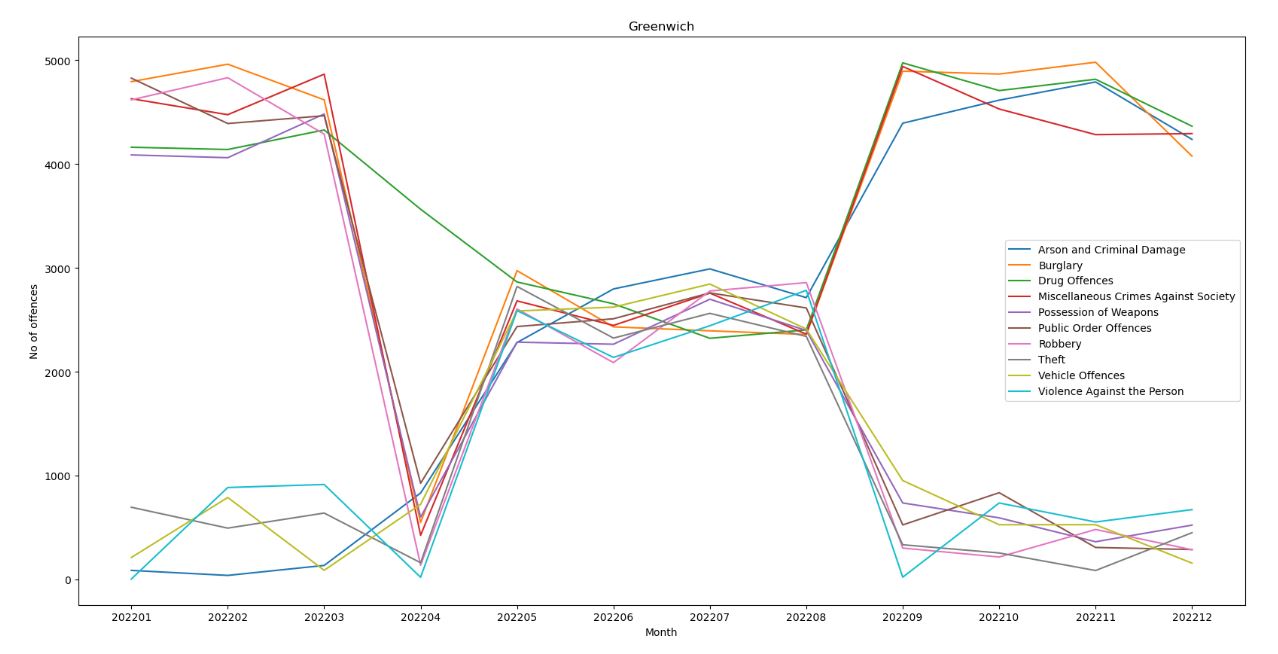 Greenwich
No of offences
5000
4000
3000
2000
1000
0
Arson and Criminal Damage
Burglary
Drug Offences
Miscellaneous Crimes Against Society
Possession of Weapons
Public Order Offences
Robbery
Theft
Vehicle Offences
Violence Against the Person
202201 202202 202203 202204 202205 202206 202207 202208 202209 202210 202211 202212
Month